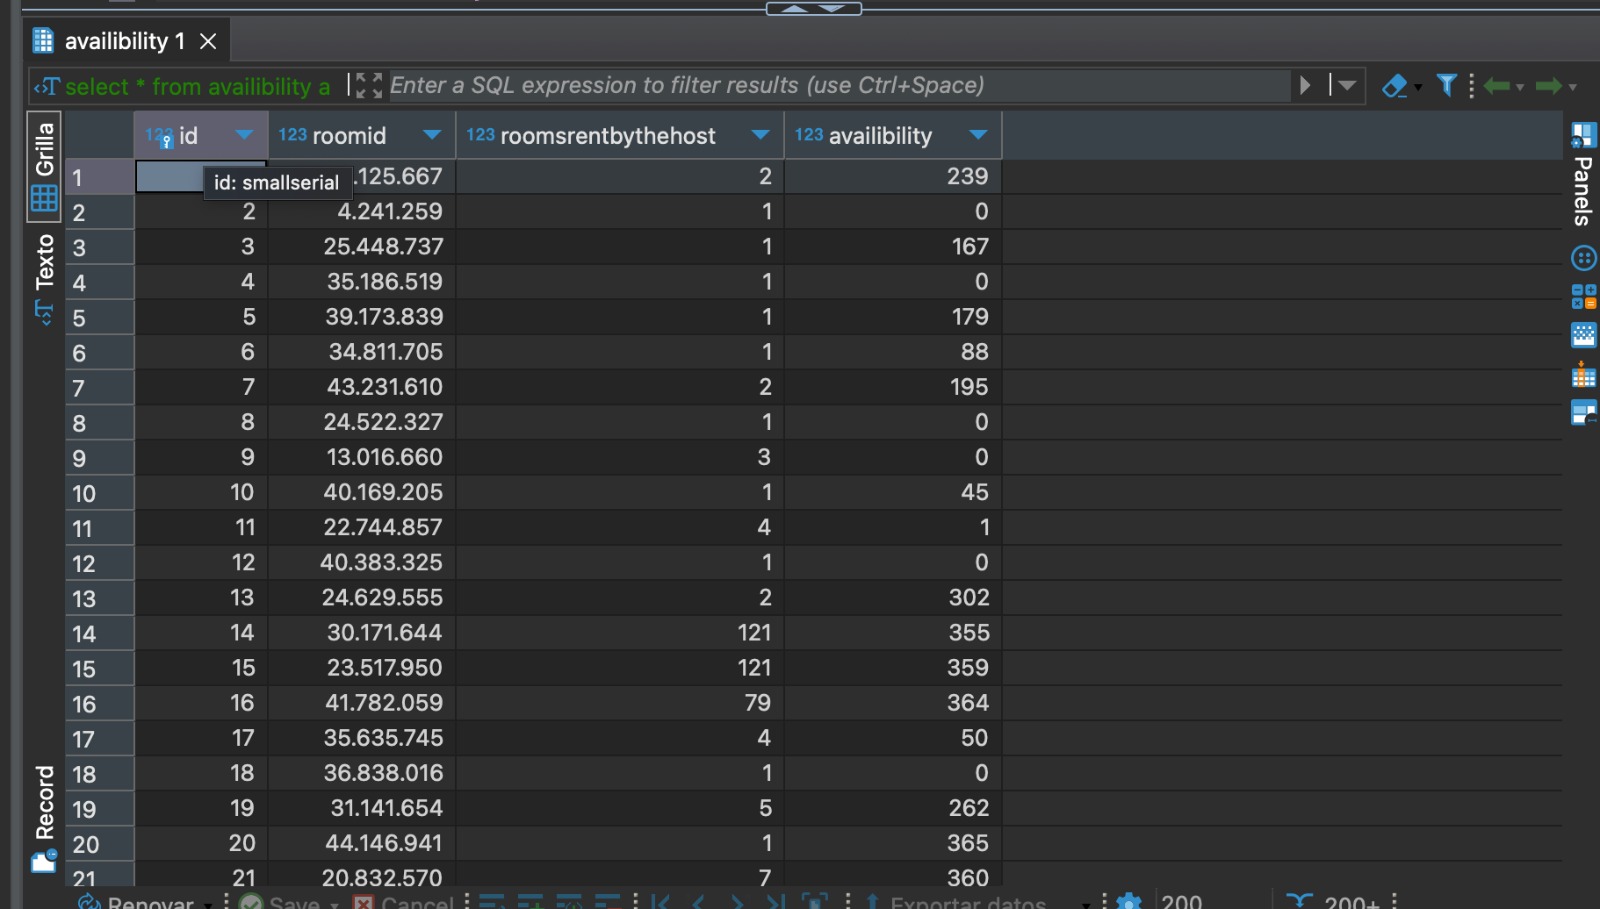 availibility 1
select * from availibility a
Enter a SQL expression to filter results (use Ctrl+Space)
Grilla
Texto
Record
Panels
123 id 123 roomid 123 roomsrentbythehost 123 availibility
1 .125.667 2 239
id: smallserial
2 2 4.241.259 1 0
3 3 25.448.737 1 167
4 4 35.186.519 1 0
5 5 39.173.839 1 179
6 6 34.811.705 1 88
7 7 43.231.610 2 195
8 8 24.522.327 1 0
9 9 13.016.660 3 0
10 10 40.169.205 1 45
11 11 22.744.857 4 1
12 12 40.383.325 1 0
13 13 24.629.555 2 302
14 14 30.171.644 121 355
15 15 23.517.950 121 359
16 16 41.782.059 79 364
17 17 35.635.745 4 50
18 18 36.838.016 1 0
19 19 31.141.654 5 262
20 20 44.146.941 1 365
21 21 20.832.570 7 360
Renovar Save Cancel Exportar datos 200 200+